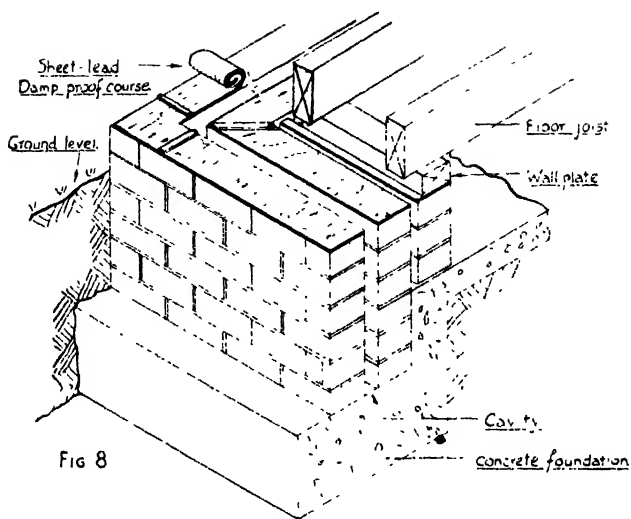 Sheet-lead
Damp proof course
Ground level
Floor joist
Wall plate
Cavity
Concrete foundation
FIG 8